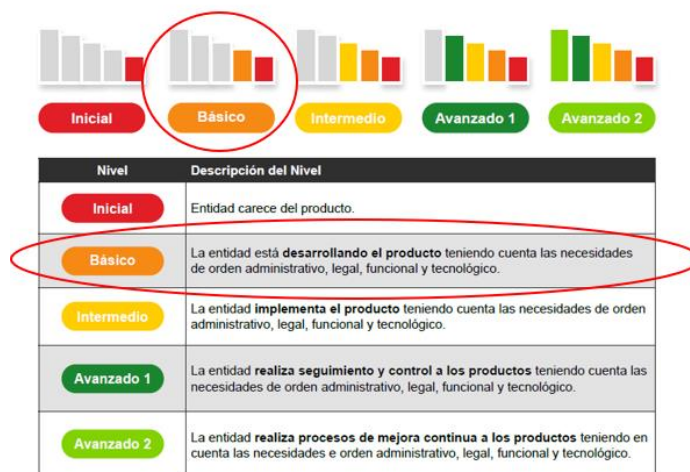 Inicial Básico Intermedio Avanzado 1 Avanzado 2
Nivel Descripción del Nivel
Inicial Entidad carece del producto.
Básico
La entidad está desarrollando el producto teniendo cuenta las necesidades
de orden administrativo, legal, funcional y tecnológico.
Intermedio
La entidad implementa el producto teniendo cuenta las necesidades de orden
administrativo, legal, funcional y tecnológico.
Avanzado 1
La entidad realiza seguimiento y control a los productos teniendo cuenta las
necesidades de orden administrativo, legal, funcional y tecnológico.
Avanzado 2
La entidad realiza procesos de mejora continua a los productos teniendo en
cuenta las necesidades e orden administrativo, legal, funcional y tecnológico.